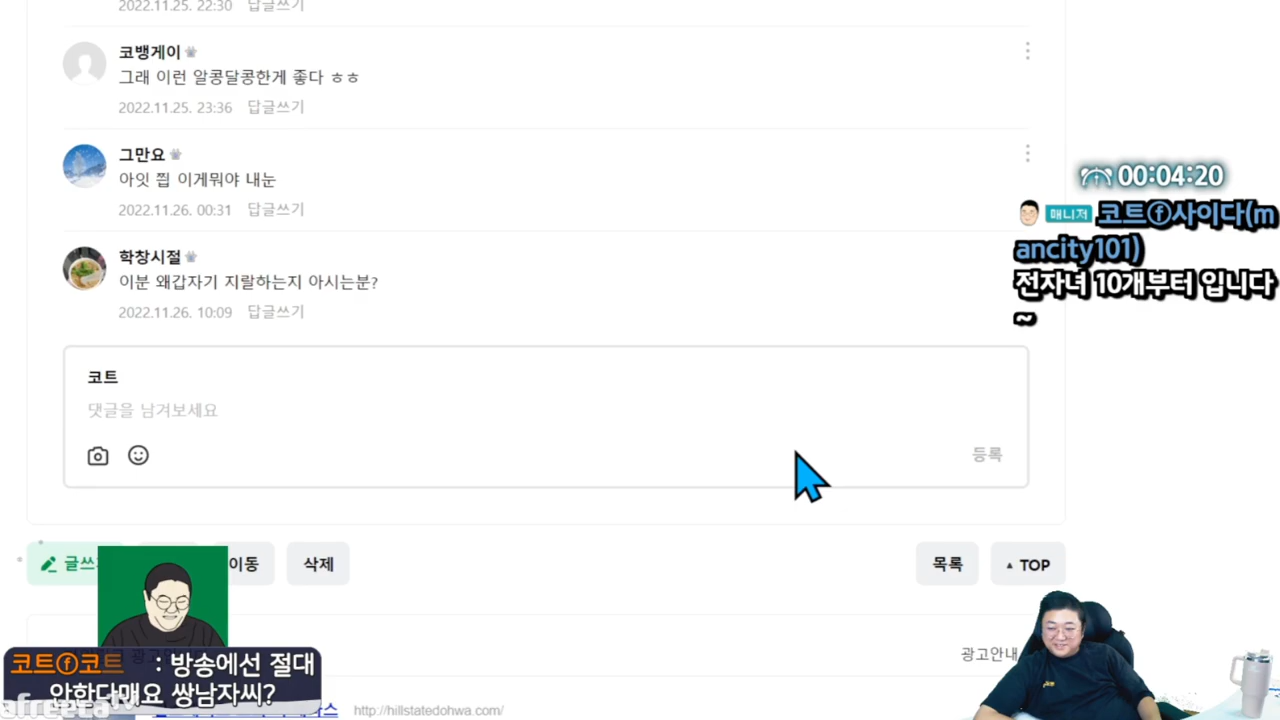 2022.11.25. 22:30 답글쓰기
코뱅게이
그래 이런 알콩달콩한게 좋다 ㅎㅎ
2022.11.25. 23:36 답글쓰기
그만요
아잇 찝 이게뭐야 내눈
2022.11.26. 00:31 답글쓰기
학창시절
이분 왜갑자기 지랄하는지 아시는분?
2022.11.26. 10:09 답글쓰기
00:04:20
매니저 코트ⓕ사이다(m
ancity101)
전자녀 10개부터 입니다
~
코트
댓글을 남겨보세요
등록
글쓰
이동
삭제
목록
▲ TOP
광고안내
코트ⓕ코트 : 방송에선 절대
안한다매요 쌍남자씨?
afreeca
http://hillstatedohwa.com/